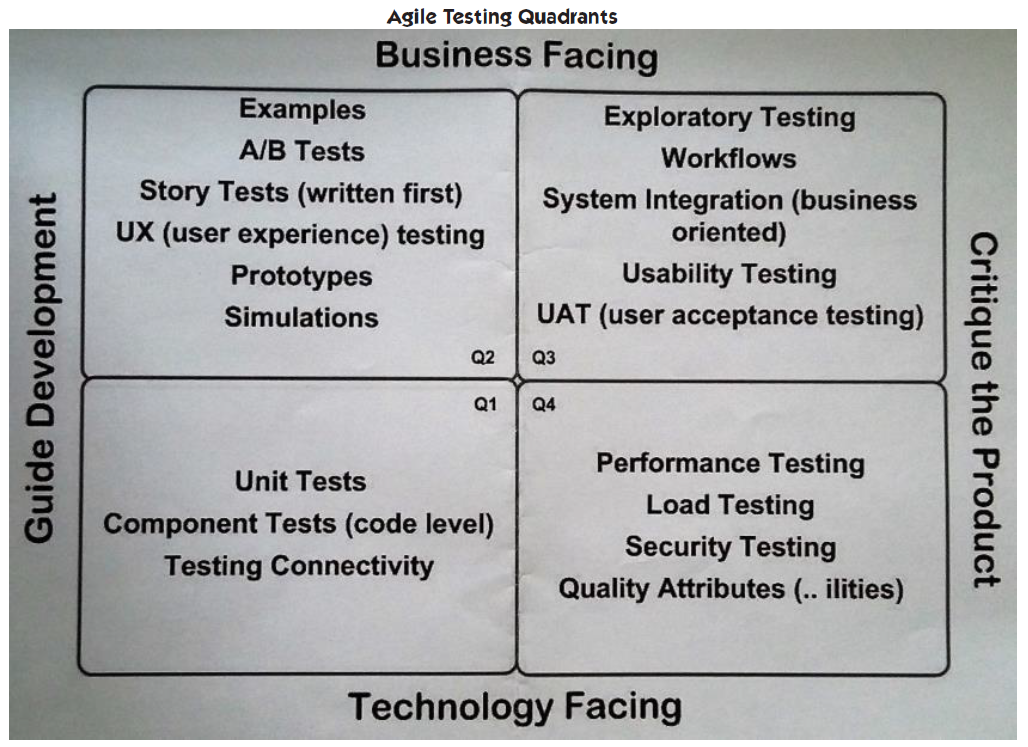 Agile Testing Quadrants
Business Facing
Guide Development
Examples
A/B Tests
Story Tests (written first)
UX (user experience) testing
Prototypes
Simulations
Q2
Exploratory Testing
Workflows
System Integration (business
oriented)
Usability Testing
UAT (user acceptance testing)
Q3
Critique the Product
Q1
Unit Tests
Component Tests (code level)
Testing Connectivity
Q4
Performance Testing
Load Testing
Security Testing
Quality Attributes (.. ilities)
Technology Facing